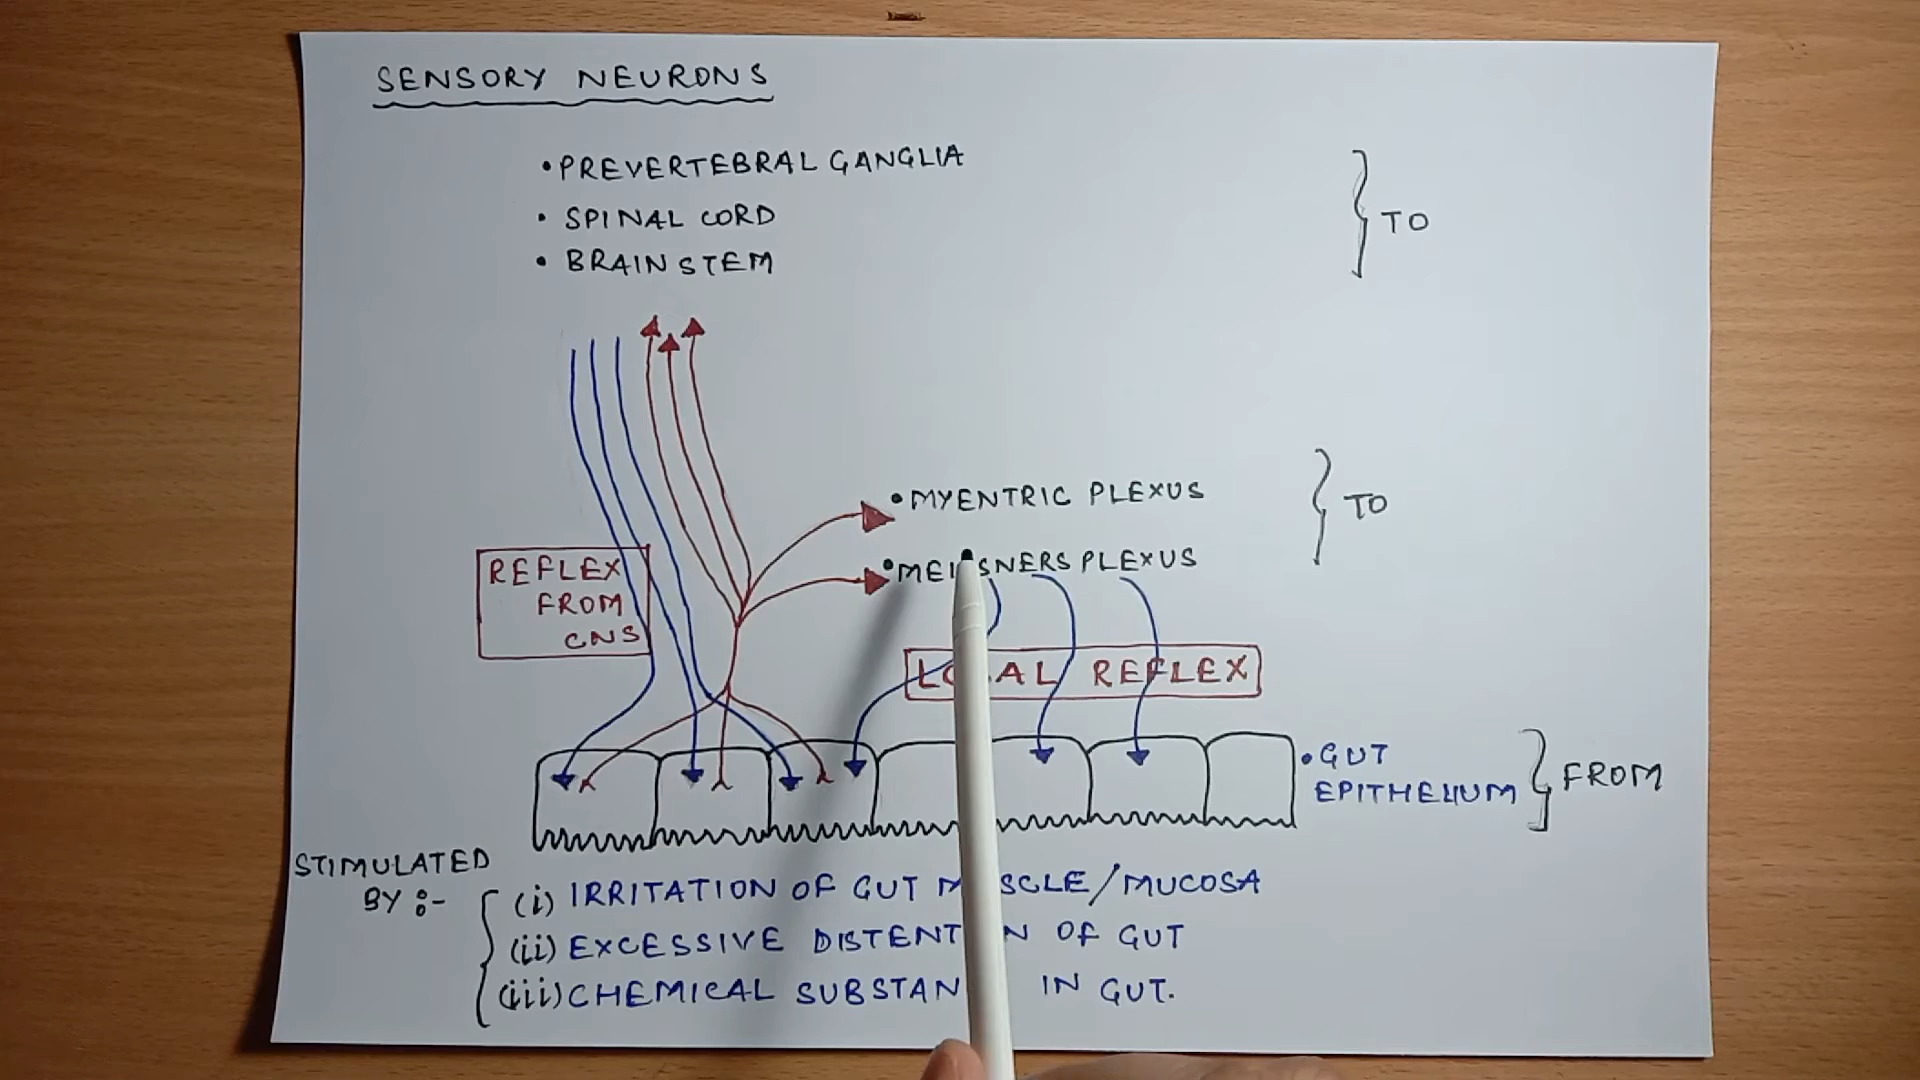 SENSORY NEURONS
• PREVERTEBRAL GANGLIA
• SPINAL CORD
• BRAIN STEM
} TO
• MYENTRIC PLEXUS
PLEXUS
} TO
REFLEX
FROM
CNS
REFLEX
• GUT
EPITHELIUM
} FROM
STIMULATED
BY :-
(i) IRRITATION OF GUT /MUCOSA
(ii) EXCESSIVE OF GUT
(iii) CHEMICAL IN GUT.